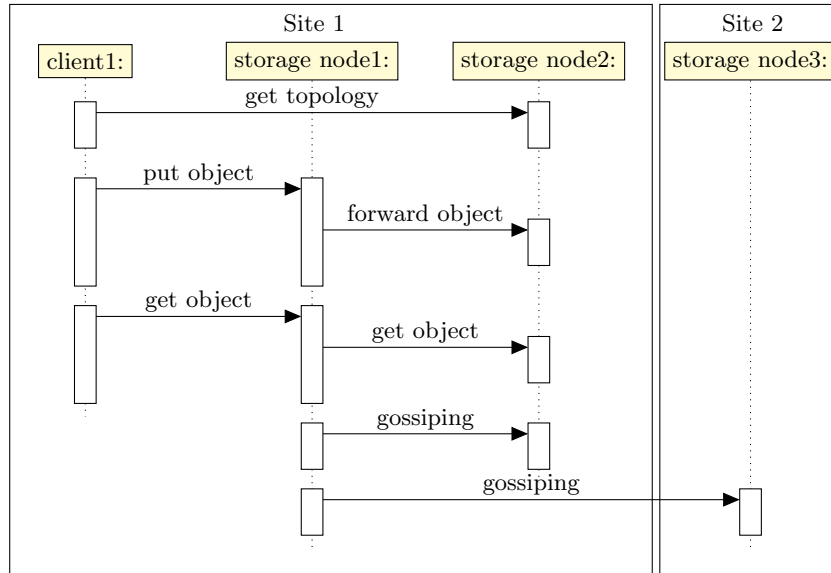 Site 1
Site 2
client1:
storage node1:
storage node2:
storage node3:
get topology
put object
forward object
get object
get object
gossiping
gossiping